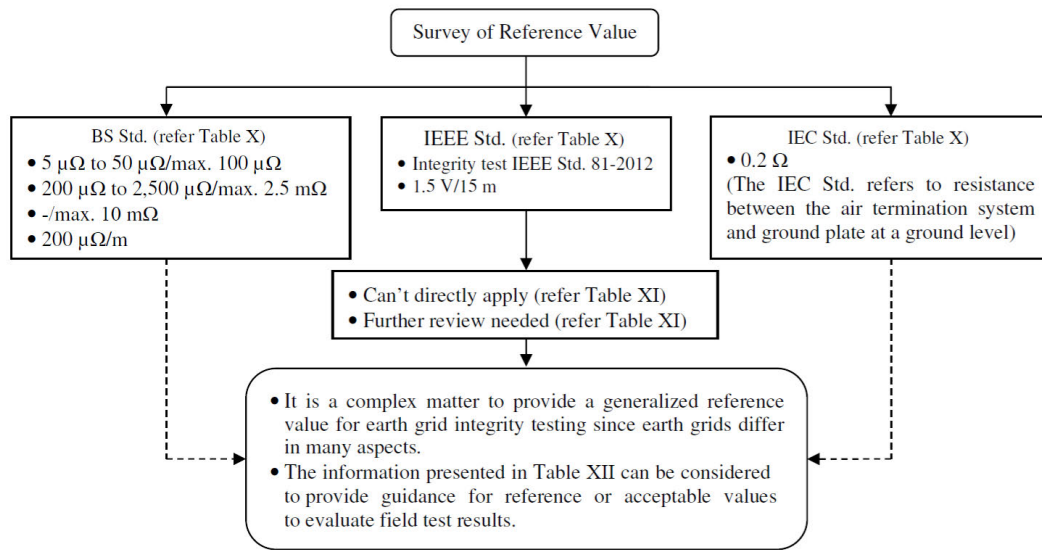 Survey of Reference Value
BS Std. (refer Table X)
• 5 µΩ to 50 µΩ/max. 100 µΩ
• 200 µΩ to 2,500 µΩ/max. 2.5 mΩ
• -/max. 10 mΩ
• 200 µΩ/m
IEEE Std. (refer Table X)
• Integrity test IEEE Std. 81-2012
• 1.5 V/15 m
IEC Std. (refer Table X)
• 0.2 Ω
(The IEC Std. refers to resistance
between the air termination system
and ground plate at a ground level)
• Can't directly apply (refer Table XI)
• Further review needed (refer Table XI)
• It is a complex matter to provide a generalized reference
value for earth grid integrity testing since earth grids differ
in many aspects.
• The information presented in Table XII can be considered
to provide guidance for reference or acceptable values
to evaluate field test results.